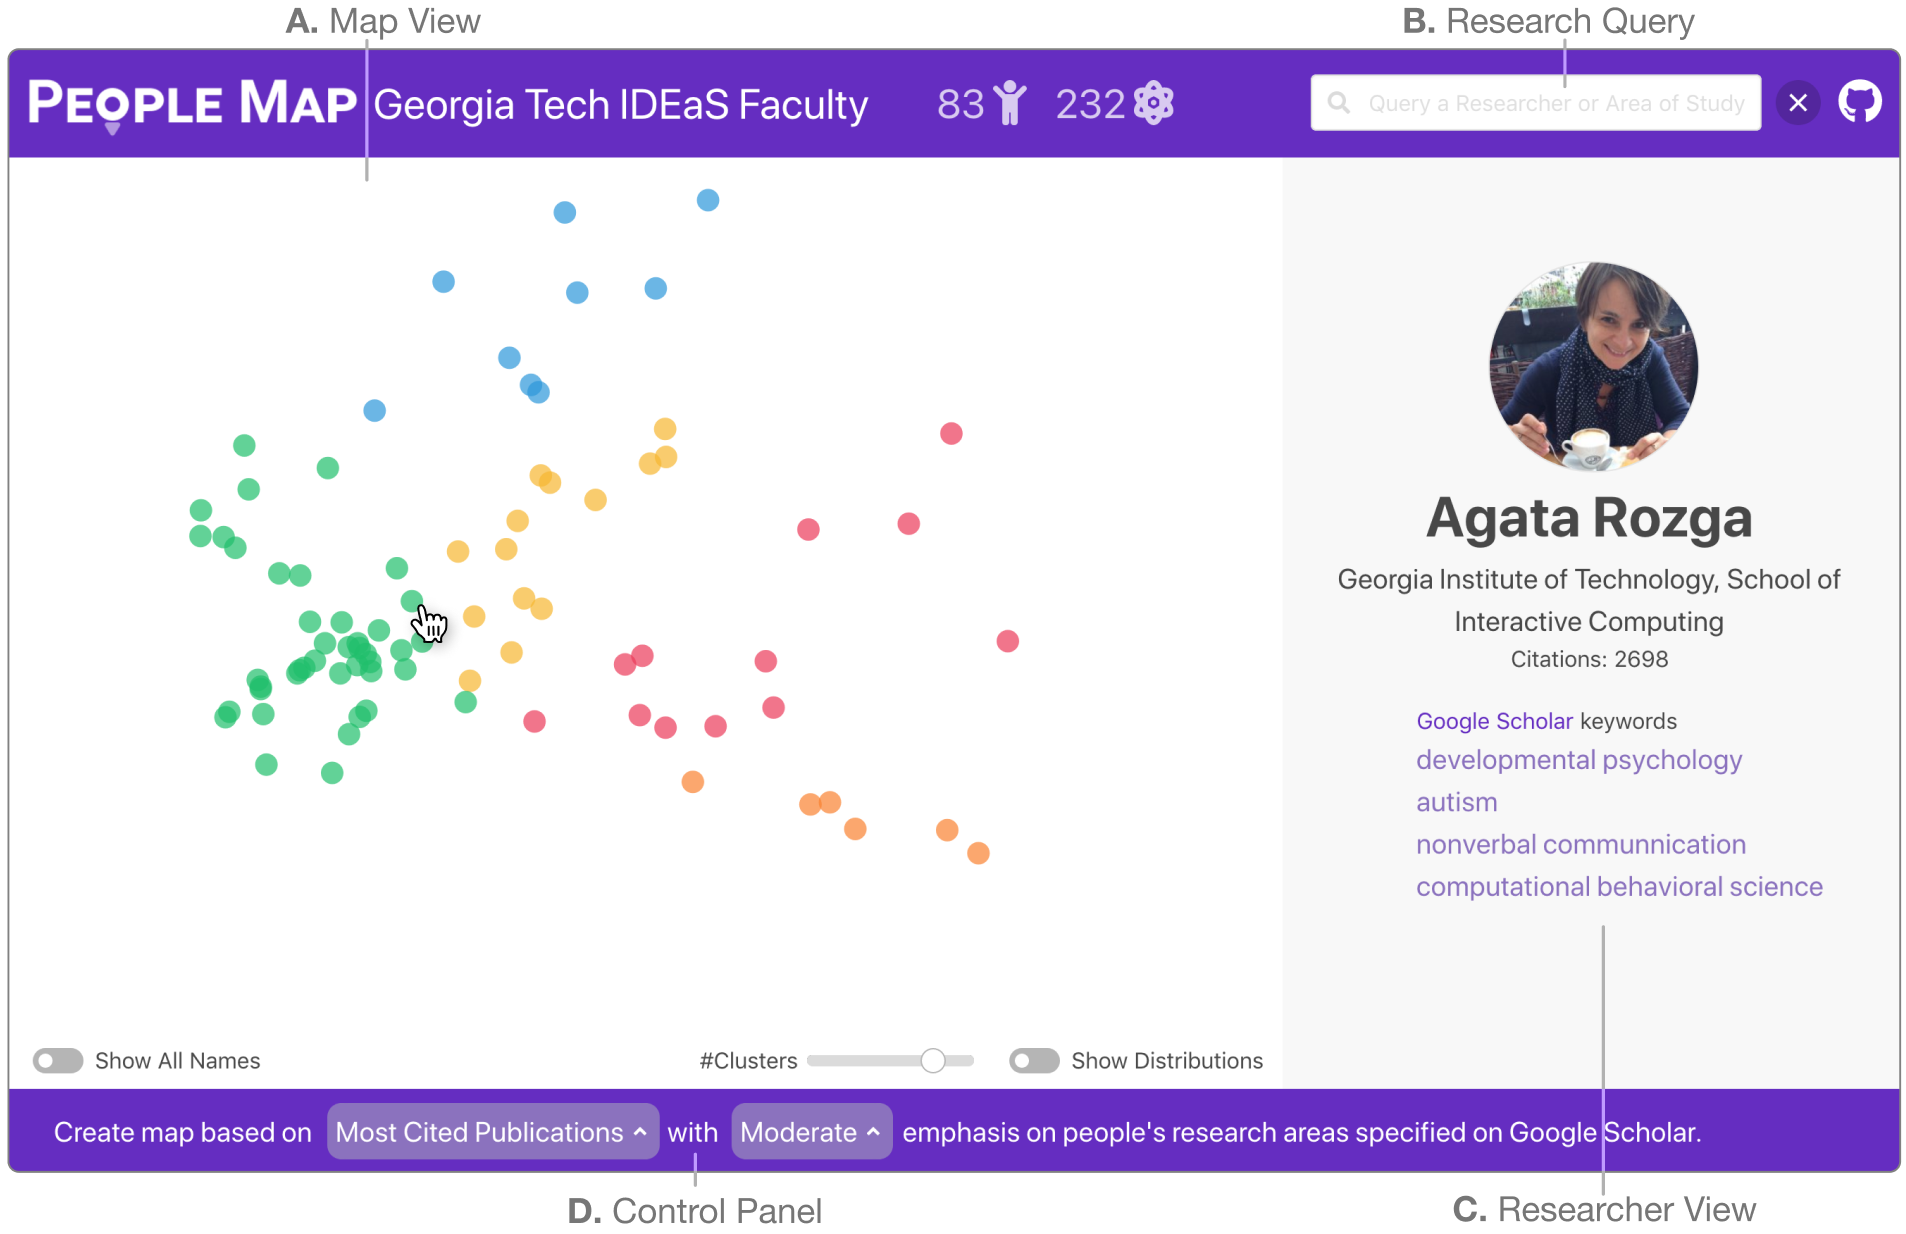 A. Map View
B. Research Query
PEOPLE MAP Georgia Tech IDEaS Faculty 83 232
Query a Researcher or Area of Study
Agata Rozga
Georgia Institute of Technology, School of
Interactive Computing
Citations: 2698
Google Scholar keywords
developmental psychology
autism
nonverbal communnication
computational behavioral science
Show All Names
#Clusters
Show Distributions
Create map based on Most Cited Publications with Moderate emphasis on people's research areas specified on Google Scholar.
D. Control Panel
C. Researcher View